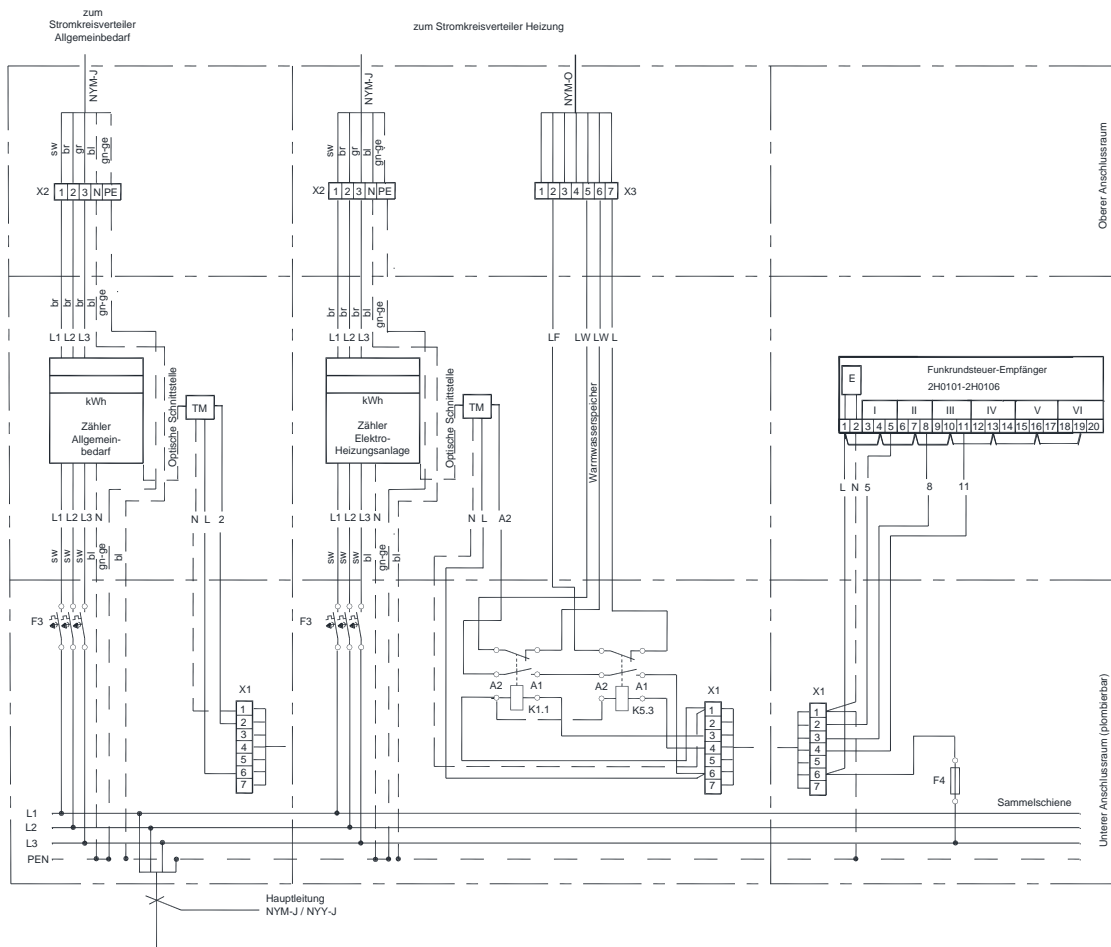 zum
Stromkreisverteiler
Allgemeinbedarf
zum Stromkreisverteiler Heizung
NYM-J
NYM-J
NYM-O
sw br gr bl gn-ge
sw br gr bl gn-ge
X2 1 2 3 N PE
X2 1 2 3 N PE
1 2 3 4 5 6 7 X3
Oberer Anschlussraum
br br gr bl gn-ge
br br gr bl gn-ge
L1 L2 L3
L1 L2 L3
LF LW LW L
kWh
Zähler
Allgemein-
bedarf
Optische Schnittstelle
TM
kWh
Zähler
Elektro-
Heizungsanlage
Optische Schnittstelle
TM
Warmwasserspeicher
E
Funkrundsteuer-Empfänger
2H0101-2H0106
I II III IV V VI
1 2 3 4 5 6 7 8 9 10 11 12 13 14 15 16 17 18 19 20
L N 5 8 11
L1 L2 L3 N
N L 2
L1 L2 L3 N
N L A2
sw sw sw bl gn-ge bl
sw sw sw bl gn-ge bl
F3
F3
A2 A1
K1.1
A2 A1
K5.3
X1
1
2
3
4
5
6
7
X1
1
2
3
4
5
6
7
X1
1
2
3
4
5
6
7
F4
Unterer Anschlussraum (plombierbar)
Sammelschiene
L1
L2
L3
PEN
Hauptleitung
NYM-J / NYY-J